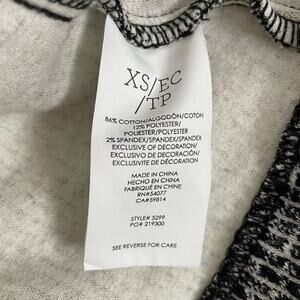 XS/EC
/TP
86% COTTON/ALGODÓN/COTON
12% POLYESTER/
POLIÉSTER/POLYESTER
2% SPANDEX/SPANDEX/SPANDEX
EXCLUSIVE OF DECORATION/
EXCLUSIVO DE DECORACIÓN/
EXCLUSIVITÉ DE DÉCORATION
MADE IN CHINA
HECHO EN CHINA
FABRIQUÉ EN CHINE
RN#54077
CA#59814
STYLE# 5299
PO# 219300
SEE REVERSE FOR CARE